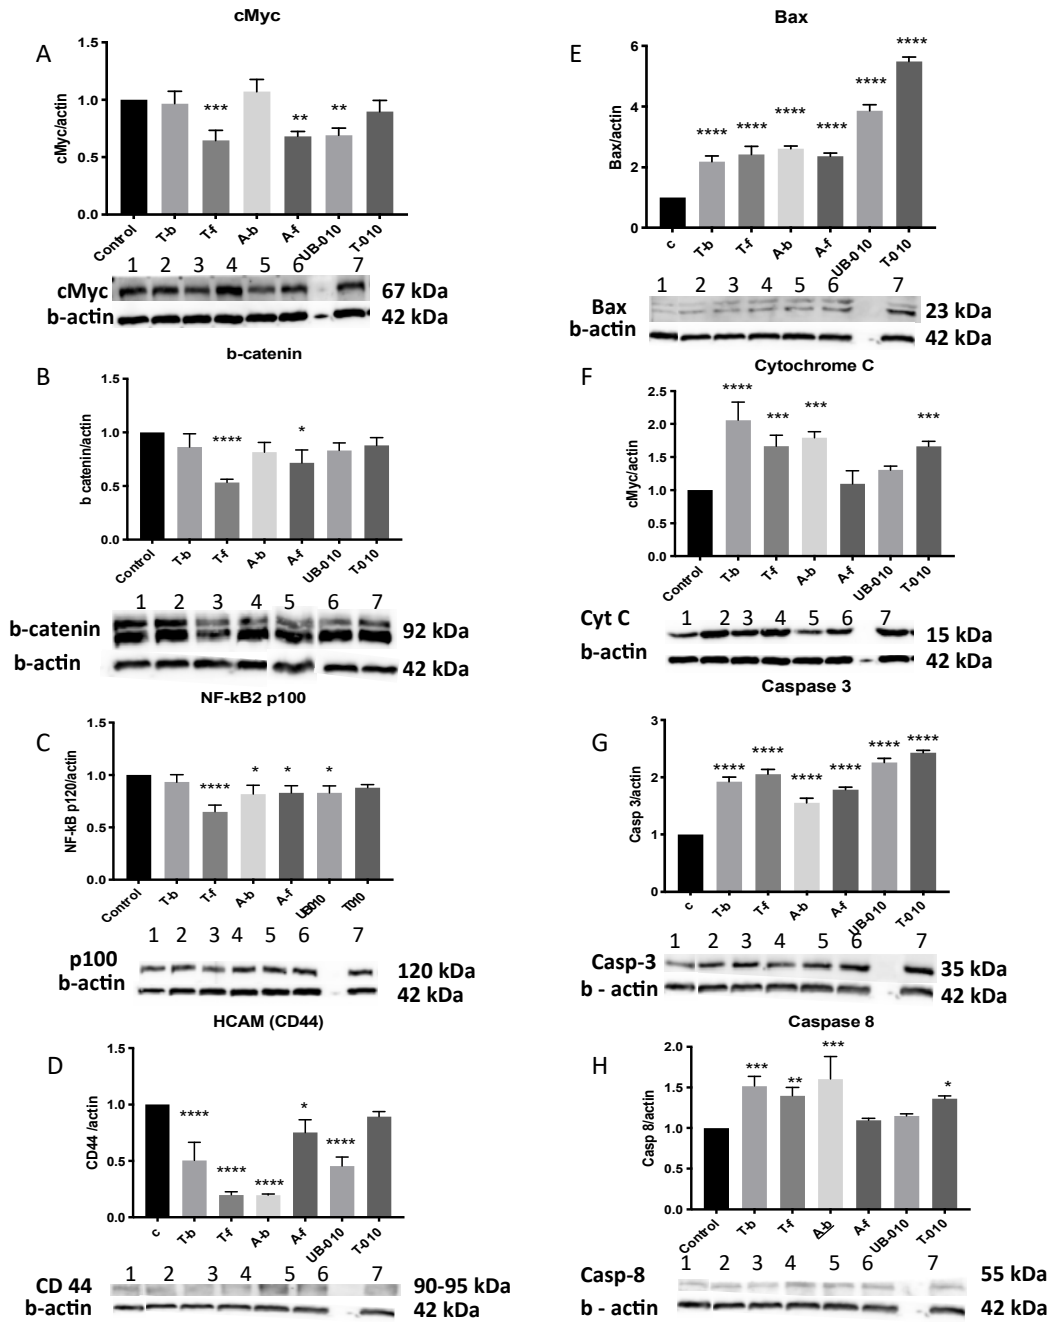 cMyc
A
1.5
1.0
0.5
0.0
cMyc/actin
*** ** **
Control T-b T-f A-b A-f UB-010 T-010
1 2 3 4 5 6 7
cMyc 67 kDa
b-actin 42 kDa
b-catenin
B
1.5
1.0
0.5
0.0
b catenin/actin
**** *
Control T-b T-f A-b A-f UB-010 T-010
1 2 3 4 5 6 7
b-catenin 92 kDa
b-actin 42 kDa
NF-kB2 p100
C
1.5
1.0
0.5
0.0
NF-kB p120/actin
**** * * *
Control T-b T-f A-b A-f UB010 T010
1 2 3 4 5 6 7
p100 120 kDa
b-actin 42 kDa
HCAM (CD44)
D
1.5
1.0
0.5
0.0
CD44 /actin
**** **** **** * ****
c T-b T-f A-b A-f UB-010 T-010
1 2 3 4 5 6 7
CD 44 90-95 kDa
b-actin 42 kDa
Bax
E
6
4
2
0
Bax/actin
**** **** **** **** **** ****
c T-b T-f A-b A-f UB-010 T-010
1 2 3 4 5 6 7
Bax 23 kDa
b-actin 42 kDa
Cytochrome C
F
2.5
2.0
1.5
1.0
0.5
0.0
cMyc/actin
**** *** *** ***
Control T-b T-f A-b A-f UB-010 T-010
1 2 3 4 5 6 7
Cyt C 15 kDa
b-actin 42 kDa
Caspase 3
G
3
2
1
0
Casp 3/actin
**** **** **** **** **** ****
c T-b T-f A-b A-f UB-010 T-010
1 2 3 4 5 6 7
Casp-3 35 kDa
b - actin 42 kDa
Caspase 8
H
2.0
1.5
1.0
0.5
0.0
Casp 8/actin
*** ** *** *
Control T-b T-f A-b A-f UB-010 T-010
1 2 3 4 5 6 7
Casp-8 55 kDa
b - actin 42 kDa